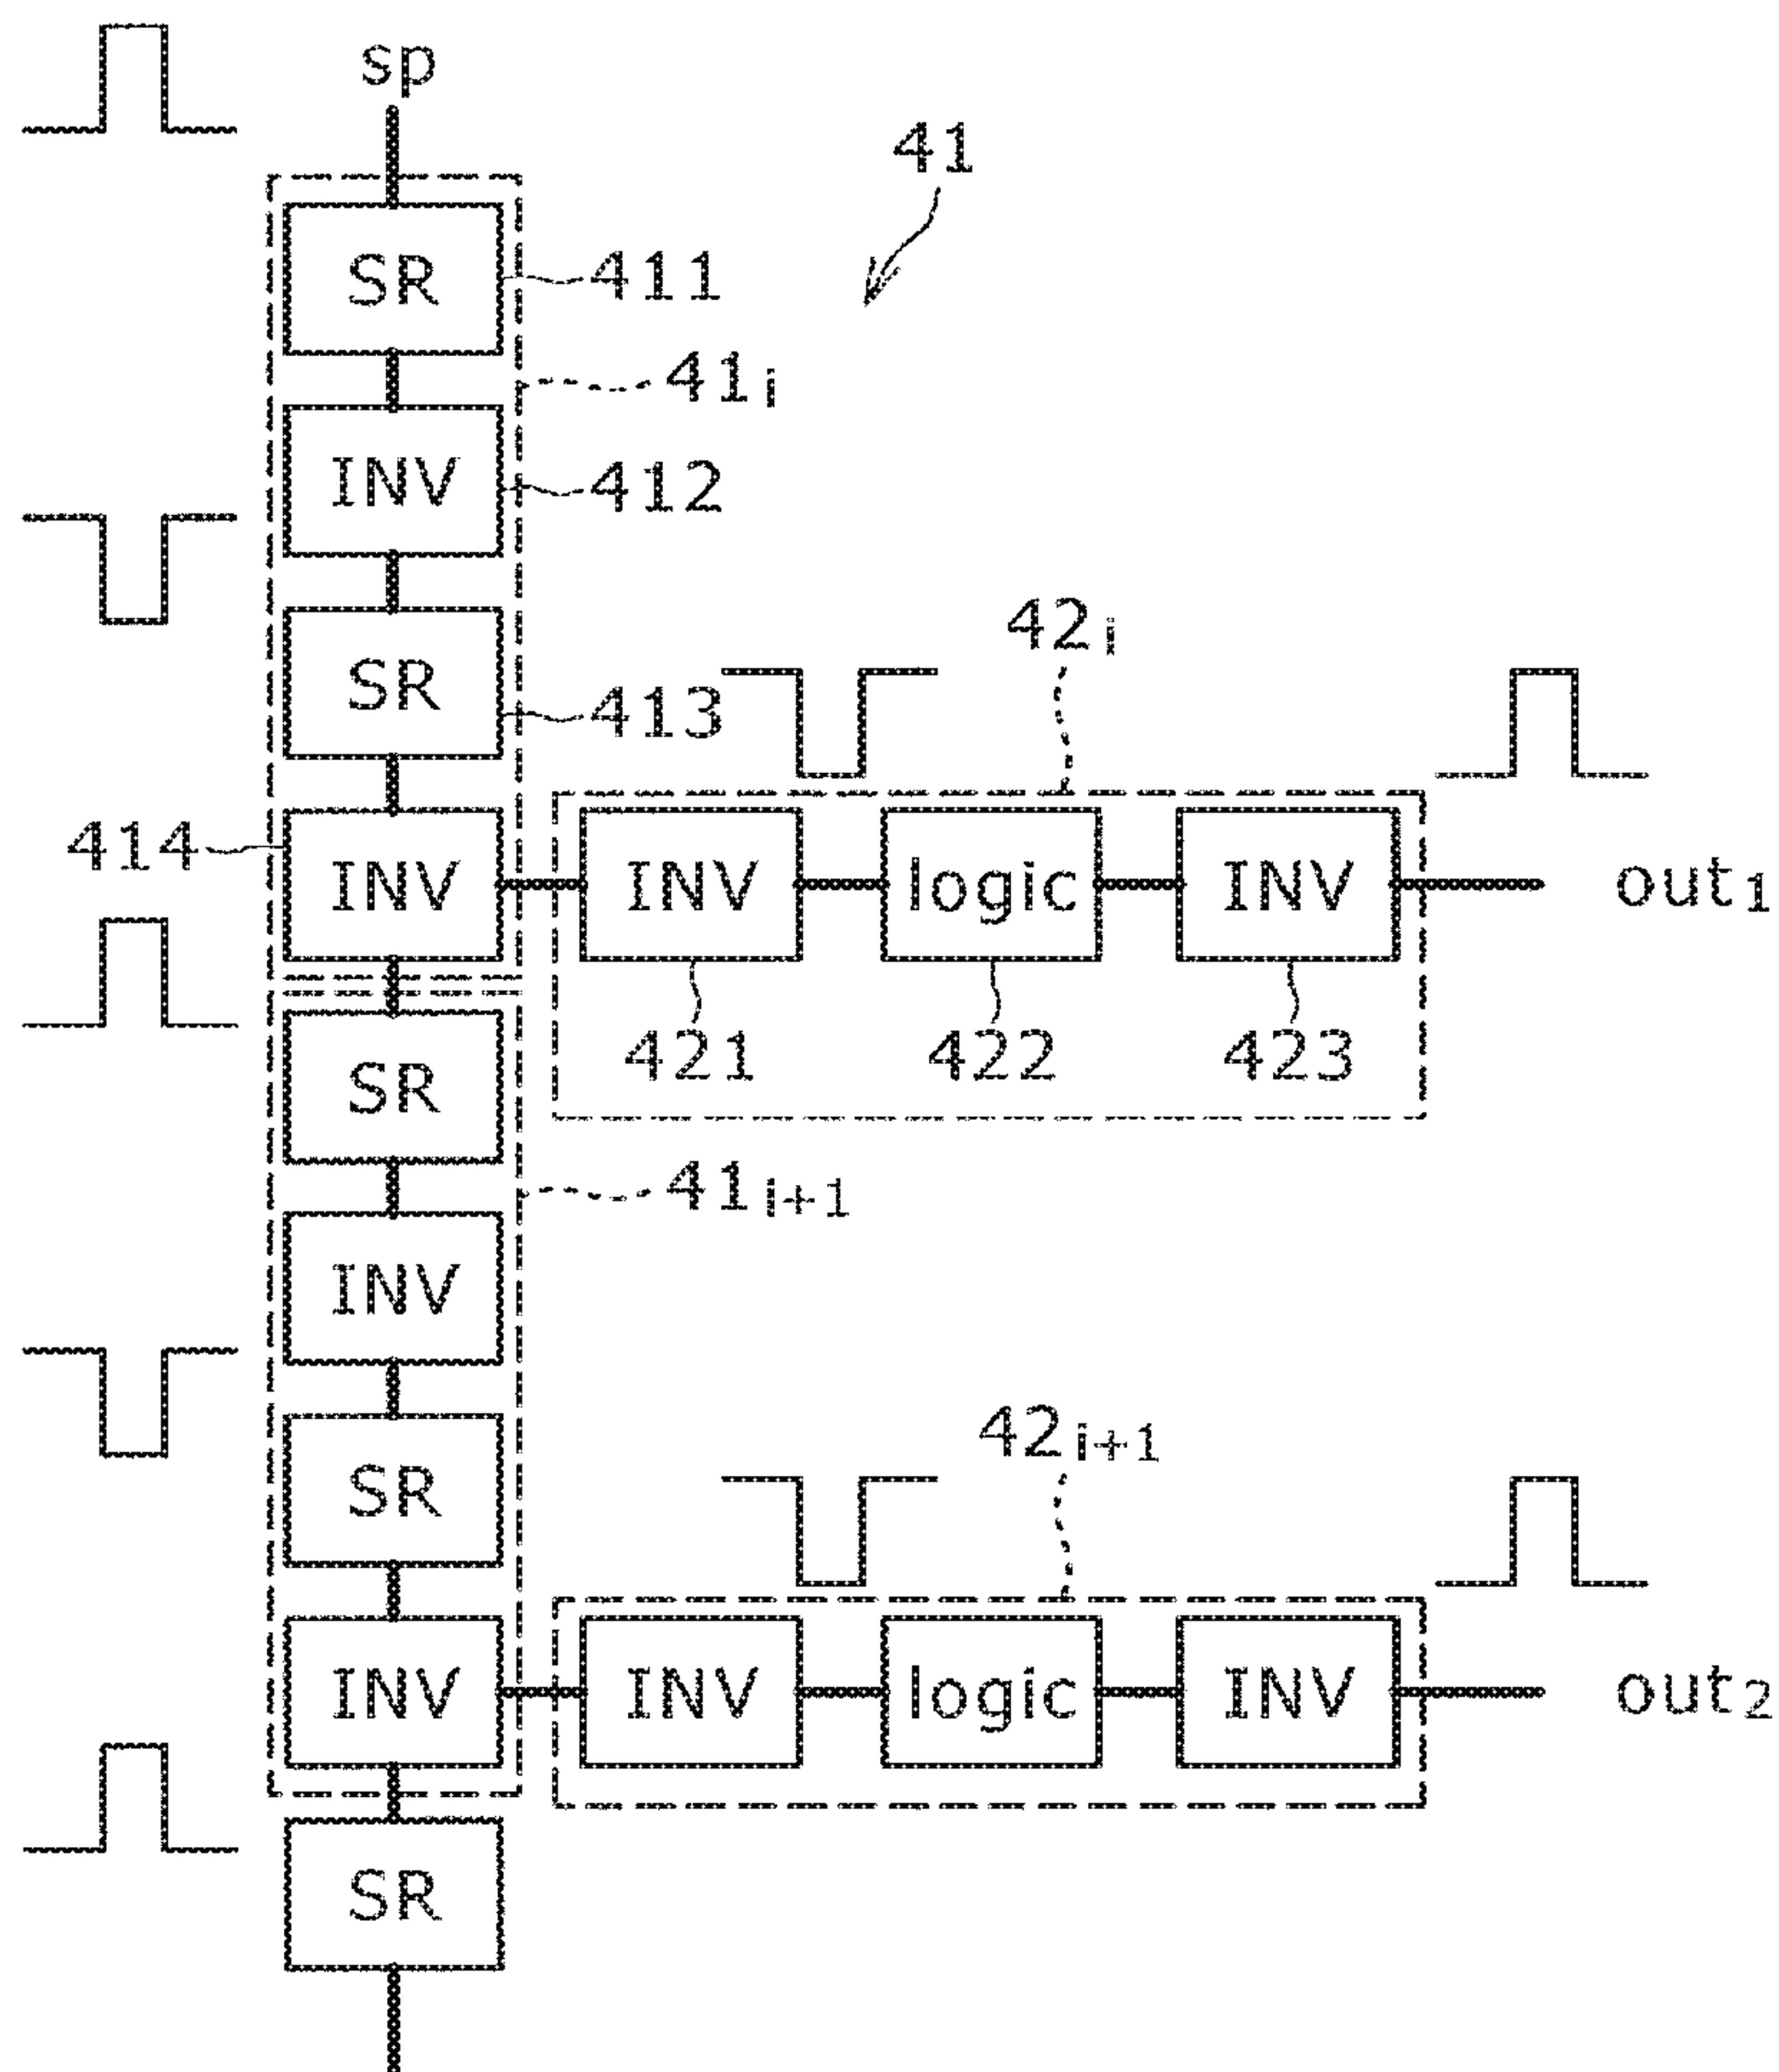 sp
41
SR
411
41i
INV
412
42i
SR
413
414
INV
INV
logic
INV
out1
421
422
423
SR
41i+1
INV
42i+1
SR
INV
INV
logic
INV
out2
SR